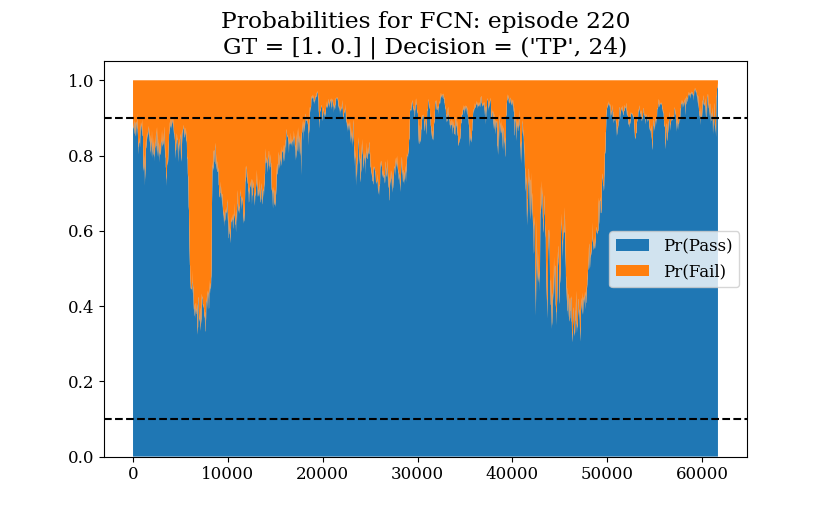 Probabilities for FCN: episode 220
GT = [1. 0.] | Decision = ('TP', 24)
1.0
0.8
0.6
0.4
0.2
0.0
Pr(Pass)
Pr(Fail)
0 10000 20000 30000 40000 50000 60000